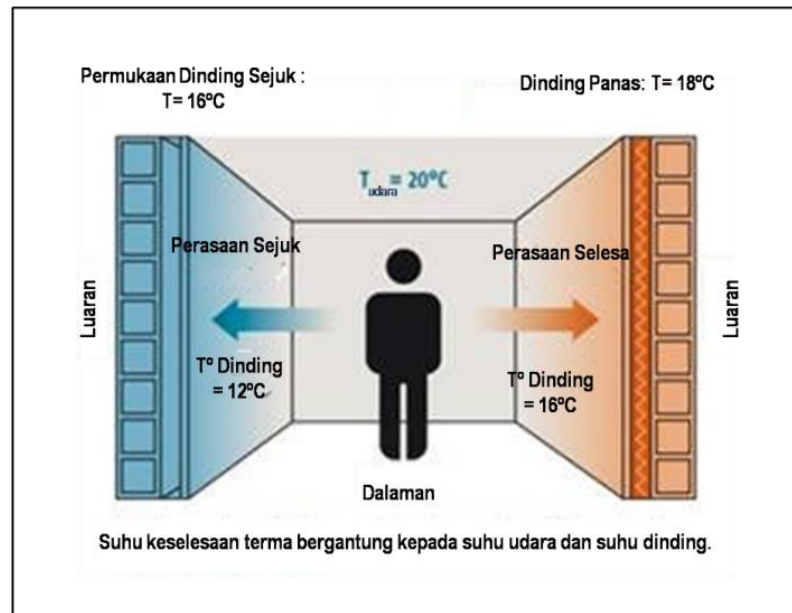 Permukaan Dinding Sejuk :
T= 16ºC
Dinding Panas: T= 18ºC
Tudara = 20ºC
Perasaan Sejuk
Perasaan Selesa
Luaran
Luaran
Tº Dinding
= 12ºC
Tº Dinding
= 16ºC
Dalaman
Suhu keselesaan terma bergantung kepada suhu udara dan suhu dinding.